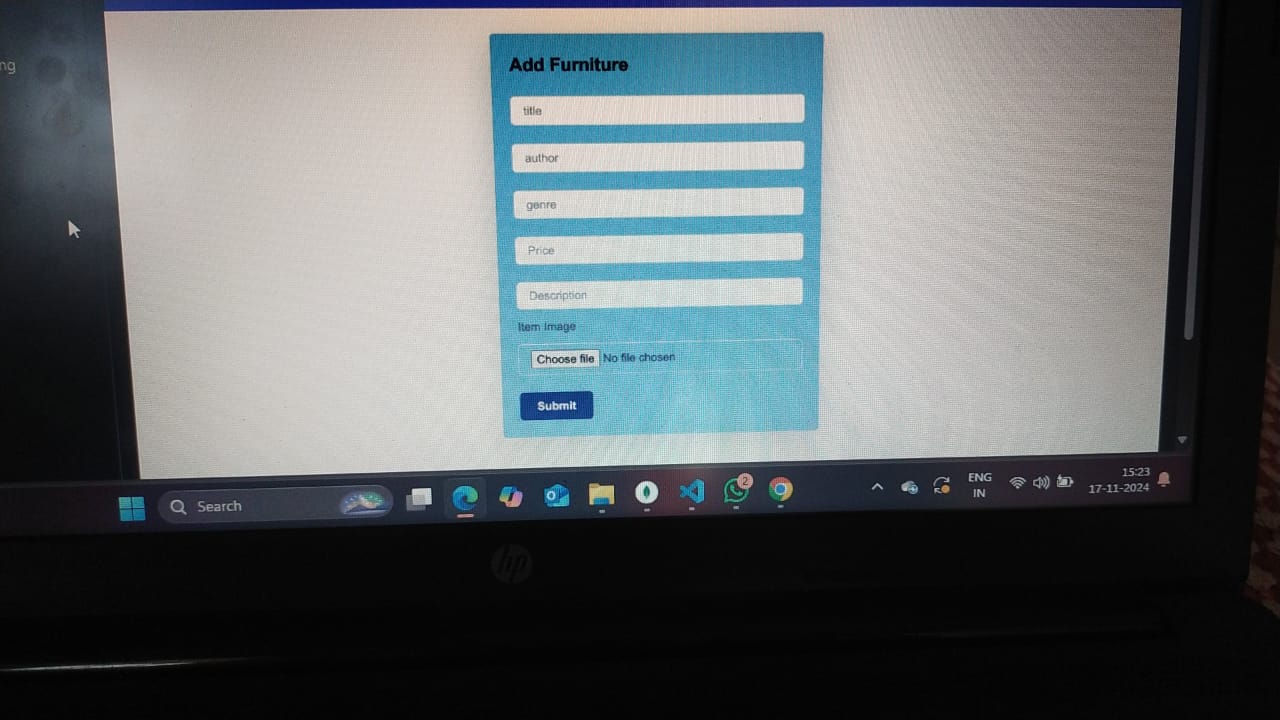 ng
Add Furniture
title
author
genre
Price
Description
Item Image
Choose file No file chosen
Submit
Search
2
ENG
IN
15:23
17-11-2024
hp